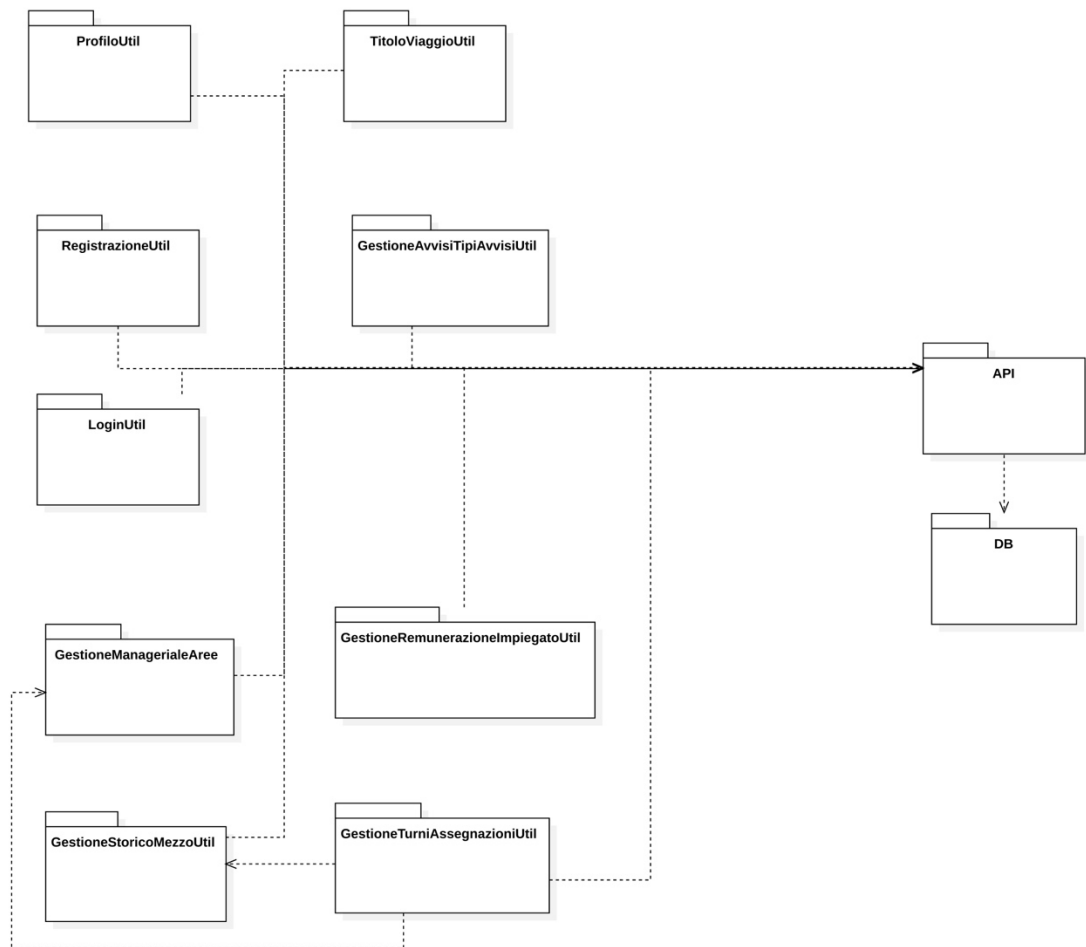 ProfiloUtil
TitoloViaggioUtil
RegistrazioneUtil
GestioneAvvisiTipiAvvisiUtil
API
LoginUtil
DB
GestioneManagerialeAree
GestioneRemunerazioneImpiegatoUtil
GestioneStoricoMezzoUtil
GestioneTurniAssegnazioniUtil